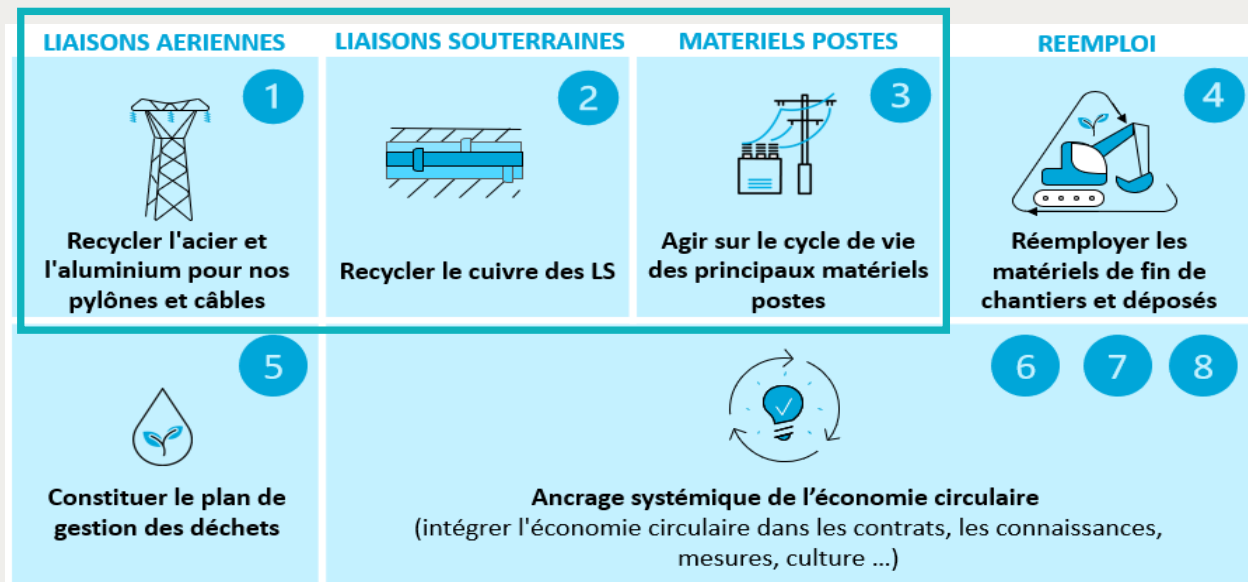 LIAISONS AERIENNES
1
Recycler l'acier et
l'aluminium pour nos
pylônes et câbles
LIAISONS SOUTERRAINES
2
Recycler le cuivre des LS
MATERIELS POSTES
3
Agir sur le cycle de vie
des principaux matériels
postes
REEMPLOI
4
Réemployer les
matériels de fin de
chantiers et déposés
5
Constituer le plan de
gestion des déchets
6 7 8
Ancrage systémique de l’économie circulaire
(intégrer l'économie circulaire dans les contrats, les connaissances,
mesures, culture ...)